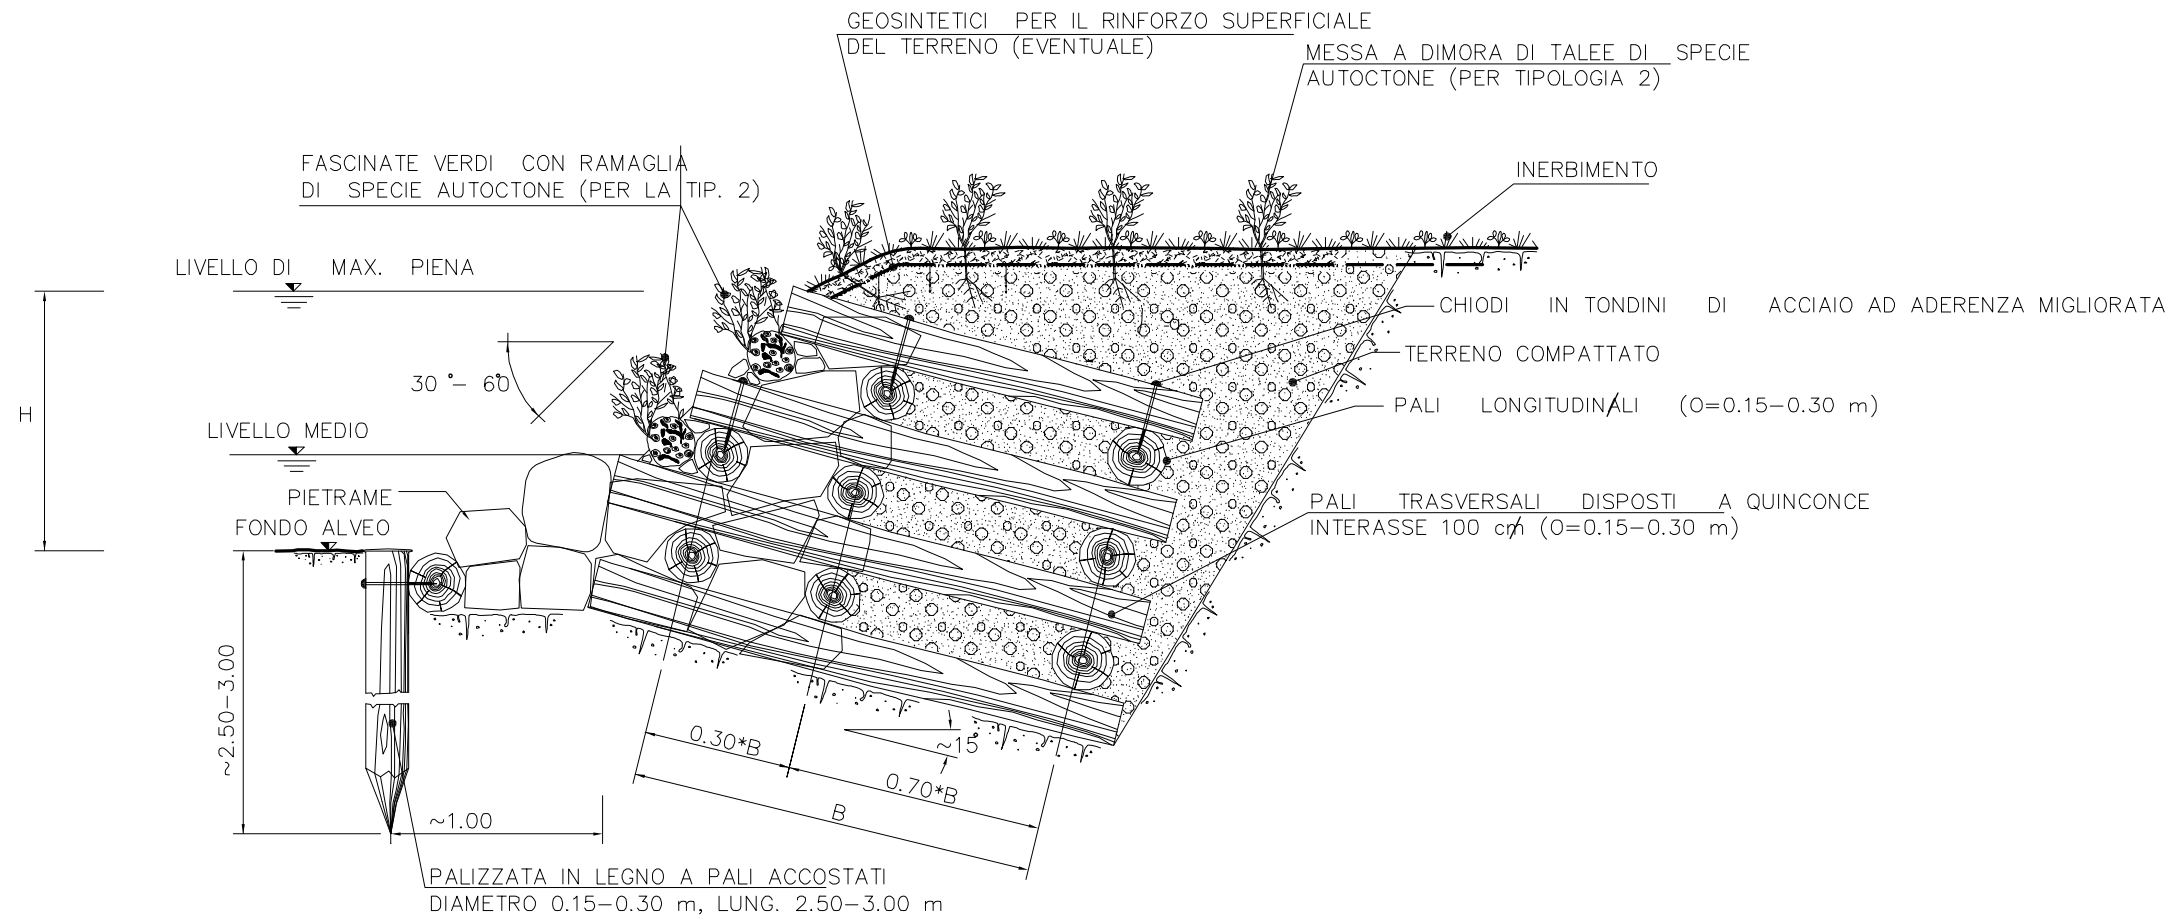 GEOSINTETICI PER IL RINFORZO SUPERFICIALE
DEL TERRENO (EVENTUALE)
MESSA A DIMORA DI TALEE DI SPECIE
AUTOCTONE (PER TIPOLOGIA 2)
FASCINATE VERDI CON RAMAGLIA
DI SPECIE AUTOCTONE (PER LA TIP. 2)
INERBIMENTO
LIVELLO DI MAX. PIENA
CHIODI IN TONDINI DI ACCIAIO AD ADERENZA MIGLIORATA
TERRENO COMPATTATO
30°-60°
H
PALI LONGITUDINALI (O=0.15-0.30 m)
LIVELLO MEDIO
PIETRAME
PALI TRASVERSALI DISPOSTI A QUINCONCE
INTERASSE 100 cm (O=0.15-0.30 m)
FONDO ALVEO
~2.50-3.00
0.30*B
~15°
0.70*B
B
~1.00
PALIZZATA IN LEGNO A PALI ACCOSTATI
DIAMETRO 0.15-0.30 m, LUNG. 2.50-3.00 m